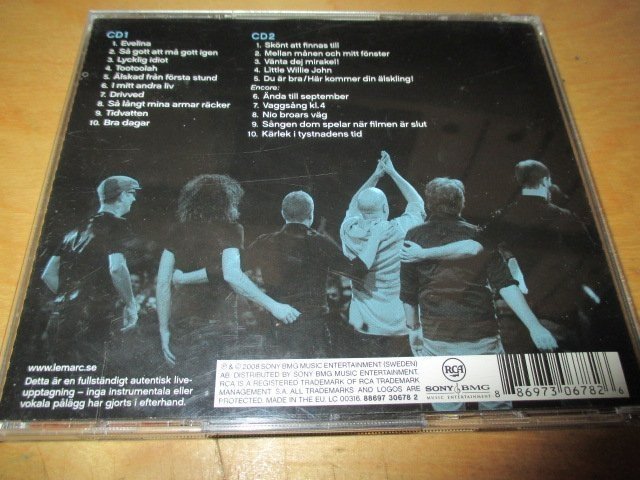 CD1
1. Evelina
2. Så gott att må gott igen
3. Lycklig idiot
4. Tootoolah
5. Älskad från första stund
6. I mitt andra liv
7. Drivved
8. Så långt mina armar räcker
9. Tidvatten
10. Bra dagar
CD2
1. Skönt att finnas till
2. Mellan månen och mitt fönster
3. Vänta dej mirakel!
4. Little Willie John
5. Du är bra/Här kommer din älskling!
Encore:
6. Ända till september
7. Vaggsång kl.4
8. Nio broars väg
9. Sången dom spelar när filmen är slut
10. Kärlek i tystnadens tid
www.lemarc.se
Detta är en fullständigt autentisk live-
upptagning – inga instrumentala eller
vokala pålägg har gjorts i efterhand.
℗ & © 2008 SONY BMG MUSIC ENTERTAINMENT (SWEDEN)
AB. DISTRIBUTED BY SONY BMG MUSIC ENTERTAINMENT.
RCA IS A REGISTERED TRADEMARK OF RCA TRADEMARK
MANAGEMENT S.A. ALL TRADEMARKS AND LOGOS ARE
PROTECTED. MADE IN THE EU. LC 00316. 88697 30678 2
RCA
SONY BMG
MUSIC ENTERTAINMENT
8 86973 06782 6